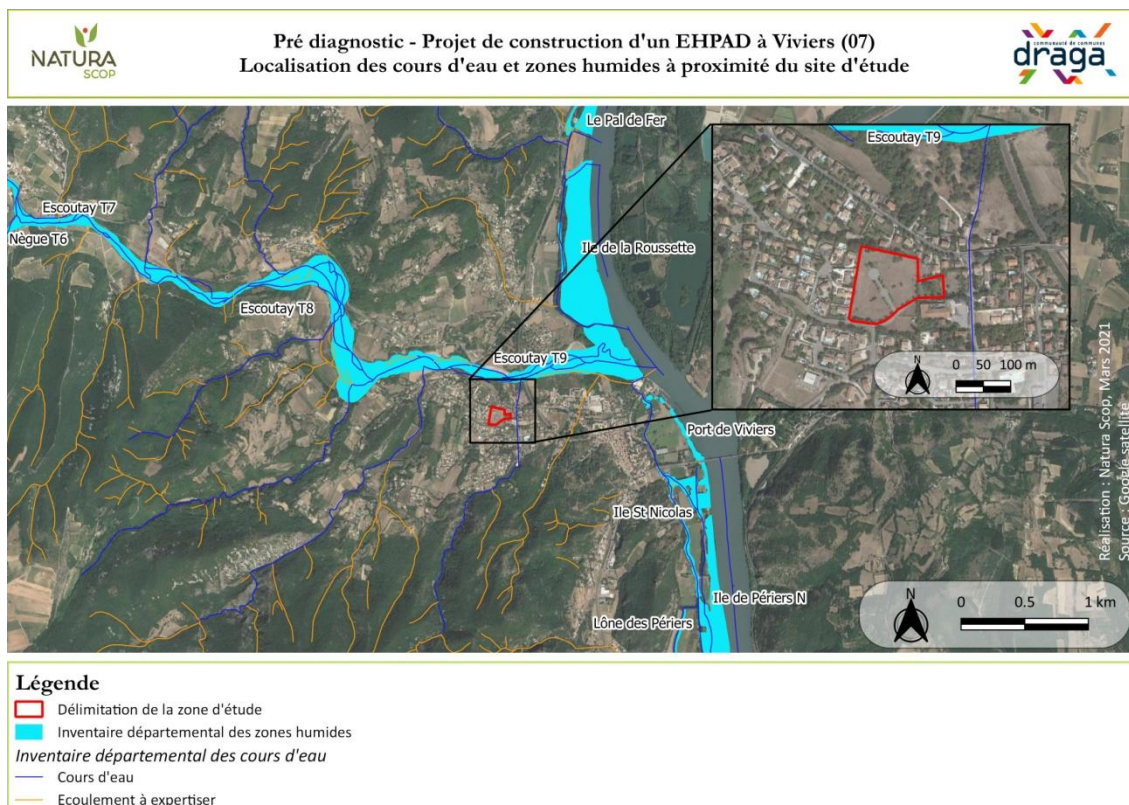 NATURA
SCOP
Pré diagnostic - Projet de construction d'un EHPAD à Viviers (07)
Localisation des cours d'eau et zones humides à proximité du site d'étude
communauté de communes
draga
Le Pal de Fer
Escoutay T9
Escoutay T7
Nègue T6
Ile de la Roussette
Escoutay T8
Escoutay T9
N
0 50 100 m
Port de Viviers
Ile St Nicolas
Ile de Périers N
Lône des Périers
N
0 0.5 1 km
Réalisation : Natura Scop, Mars 2021
Source : Google satellite
Légende
Délimitation de la zone d'étude
Inventaire départemental des zones humides
Inventaire départemental des cours d'eau
Cours d'eau
Ecoulement à expertiser